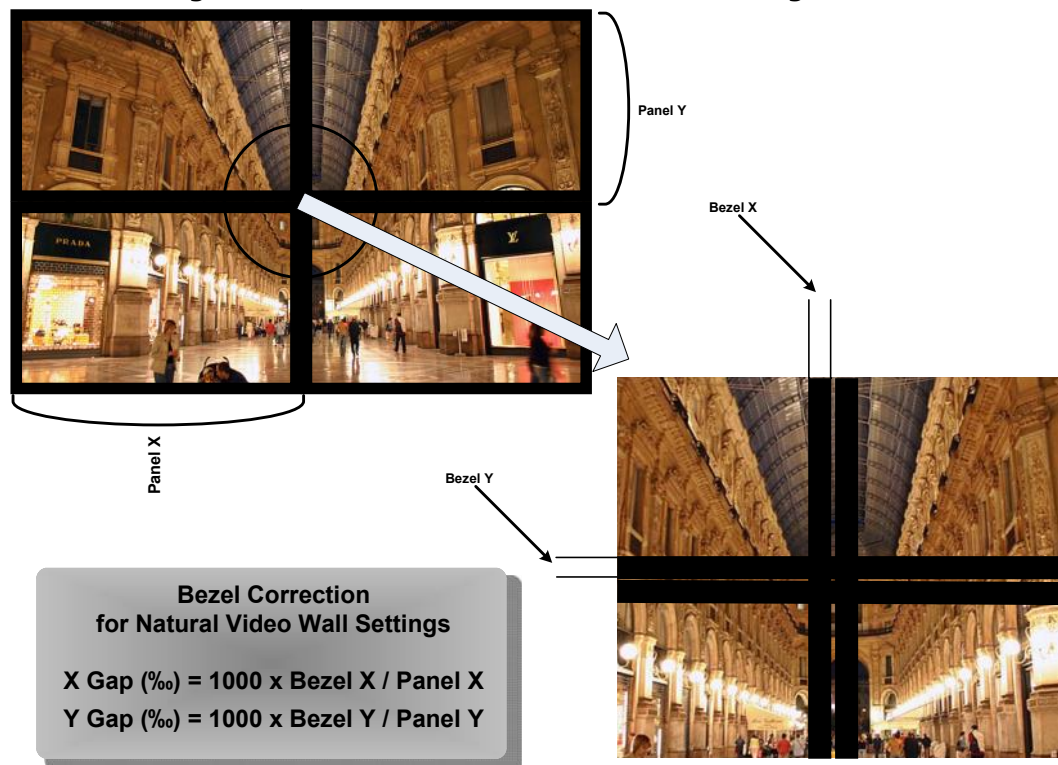 PRADA
Panel Y
Bezel X
Panel X
Bezel Y
Bezel Correction
for Natural Video Wall Settings
X Gap (‰) = 1000 x Bezel X / Panel X
Y Gap (‰) = 1000 x Bezel Y / Panel Y